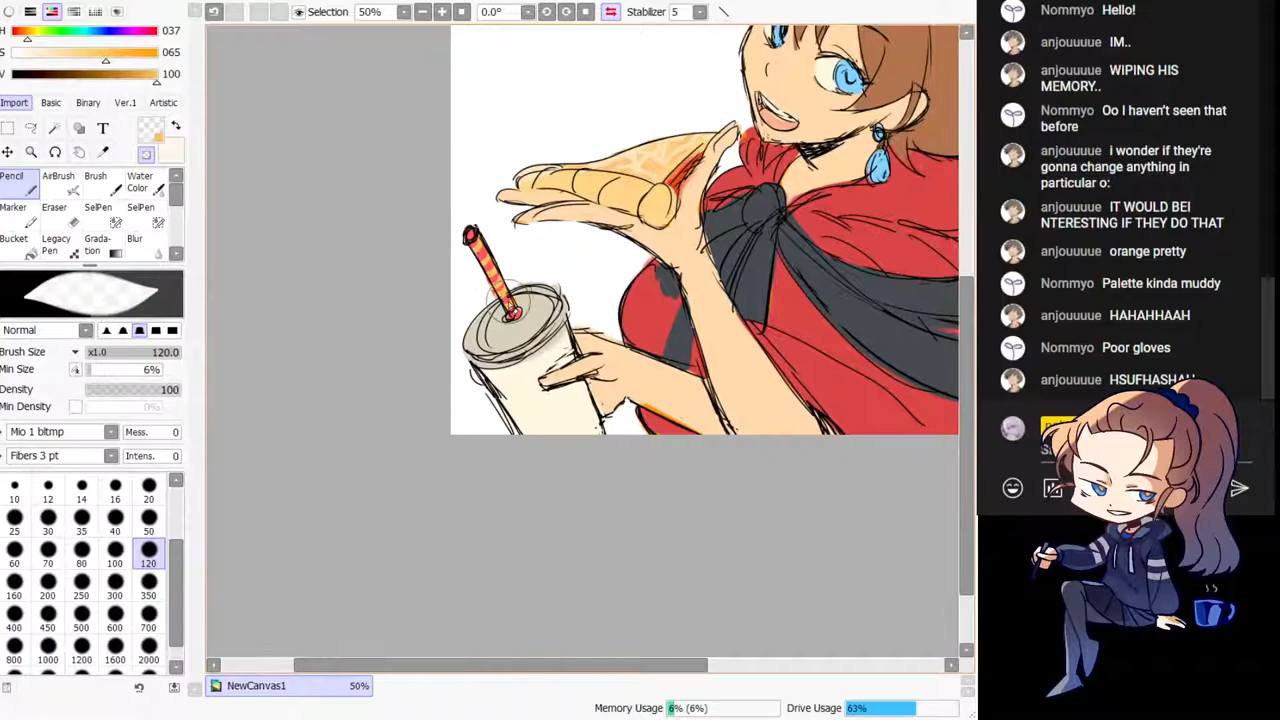 Selection 50% 0.0° Stabilizer 5
H 037
S 065
V 100
Import Basic Binary Ver.1 Artistic
T
Pencil AirBrush Brush Water Color
Marker Eraser SelPen SelPen
Bucket Legacy Pen Grada-tion Blur
Normal
Brush Size x1.0 120.0
Min Size 6%
Density 100
Min Density 0%
Mio 1 bltmp Mess. 0
Fibers 3 pt Intens. 0
10 12 14 16 20
25 30 35 40 50
60 70 80 100 120
160 200 250 300 350
400 450 500 600 700
800 1000 1200 1600 2000
NewCanvas1 50%
Memory Usage 6% (6%) Drive Usage 63%
Nommyo Hello!
anjouuuue IM..
anjouuuue WIPING HIS
MEMORY..
Nommyo Oo I haven't seen that
before
anjouuuue i wonder if they're
gonna change anything in
particular o:
anjouuuue IT WOULD BEI
NTERESTING IF THEY DO THAT
anjouuuue orange pretty
Nommyo Palette kinda muddy
anjouuuue HAHAHHAAH
Nommyo Poor gloves
anjouuuue HSUFHASHAH